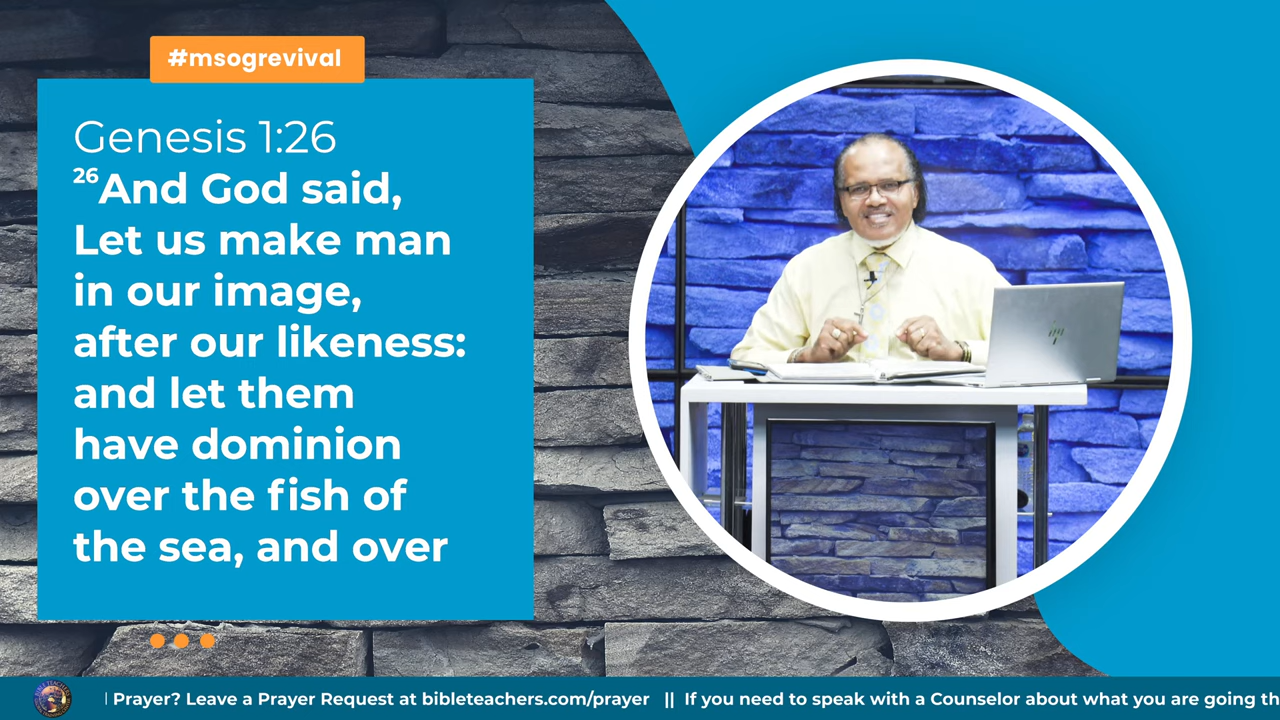 #msogrevival
Genesis 1:26
26And God said,
Let us make man
in our image,
after our likeness:
and let them
have dominion
over the fish of
the sea, and over
Prayer? Leave a Prayer Request at bibleteachers.com/prayer || If you need to speak with a Counselor about what you are going th
hp